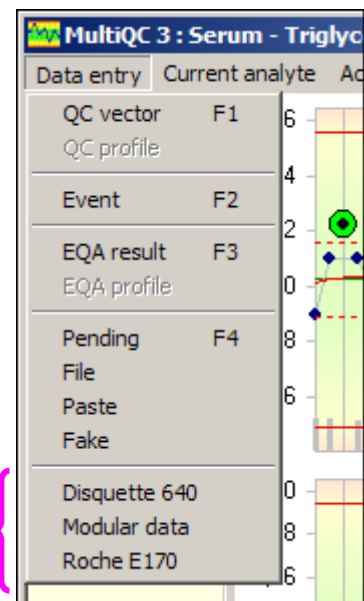 MultiQC 3 : Serum - Triglyc
Data entry Current analyte Ac
QC vector F1
QC profile
Event F2
EQA result F3
EQA profile
Pending F4
File
Paste
Fake
Disquette 640
Modular data
Roche E170
6
4
2
0
8
6
0
8
6